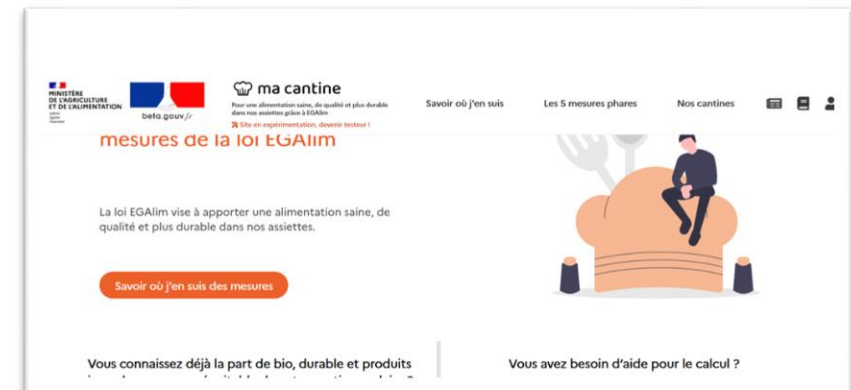 MINISTÈRE
DE L'AGRICULTURE
ET DE L'ALIMENTATION
beta.gouv.fr
ma cantine
Pour une alimentation saine, de qualité et plus durable
dans nos assiettes grâce à EGAlim
Site en expérimentation, devenir testeur !
Savoir où j'en suis
Les 5 mesures phares
Nos cantines
mesures de la loi EGAlim
La loi EGAlim vise à apporter une alimentation saine, de
qualité et plus durable dans nos assiettes.
Savoir où j'en suis des mesures
Vous connaissez déjà la part de bio, durable et produits
Vous avez besoin d'aide pour le calcul ?